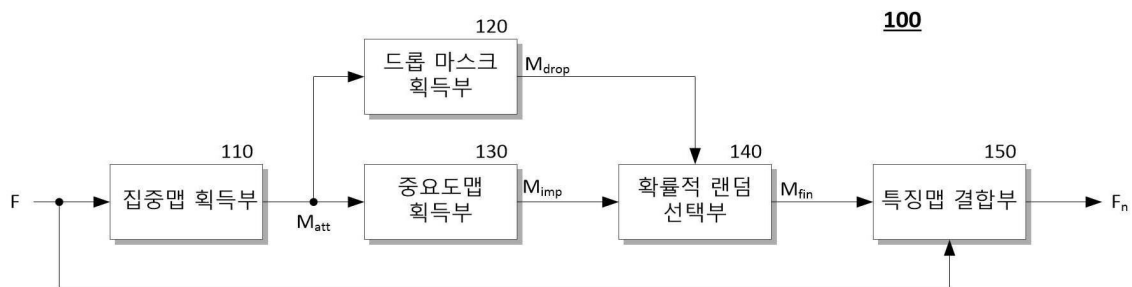 100
120
드롭 마스크
획득부
M_drop
110
집중맵 획득부
130
중요도맵
획득부
M_imp
140
확률적 랜덤
선택부
M_fin
150
특징맵 결합부
F
M_att
F_n